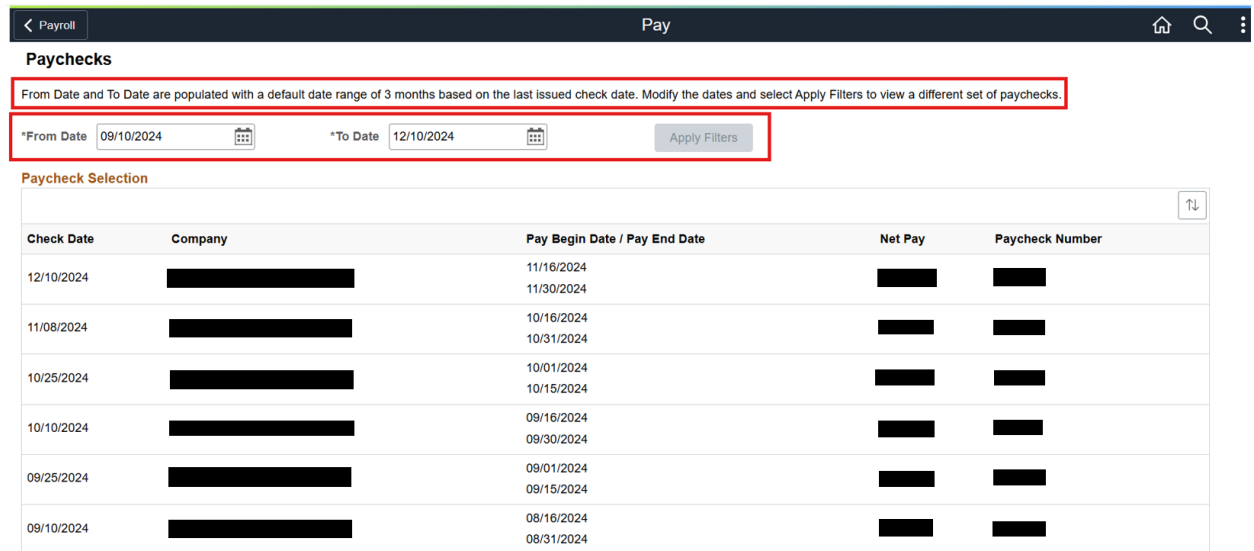 Payroll
Pay
Paychecks
From Date and To Date are populated with a default date range of 3 months based on the last issued check date. Modify the dates and select Apply Filters to view a different set of paychecks.
*From Date 09/10/2024 *To Date 12/10/2024 Apply Filters
Paycheck Selection
Check Date Company Pay Begin Date / Pay End Date Net Pay Paycheck Number
12/10/2024 11/16/2024
11/30/2024
11/08/2024 10/16/2024
10/31/2024
10/25/2024 10/01/2024
10/15/2024
10/10/2024 09/16/2024
09/30/2024
09/25/2024 09/01/2024
09/15/2024
09/10/2024 08/16/2024
08/31/2024